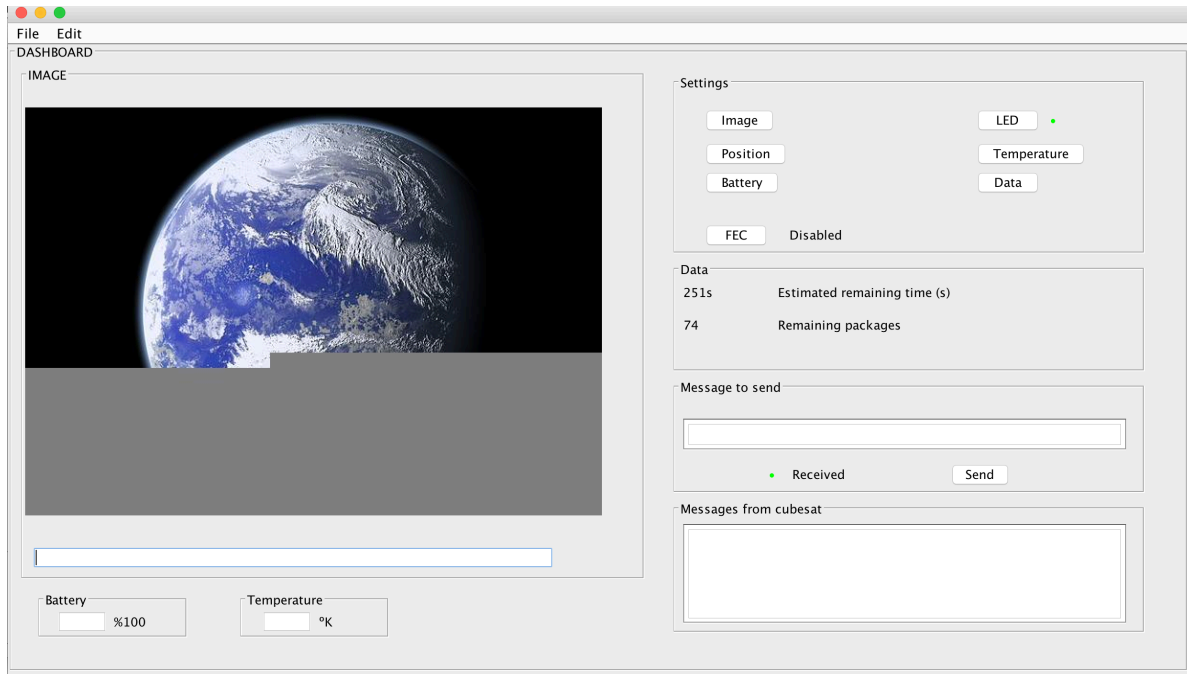 File Edit
DASHBOARD
IMAGE
Battery
%100
Temperature
ºK
Settings
Image
LED
Position
Temperature
Battery
Data
FEC Disabled
Data
251s Estimated remaining time (s)
74 Remaining packages
Message to send
Received
Send
Messages from cubesat